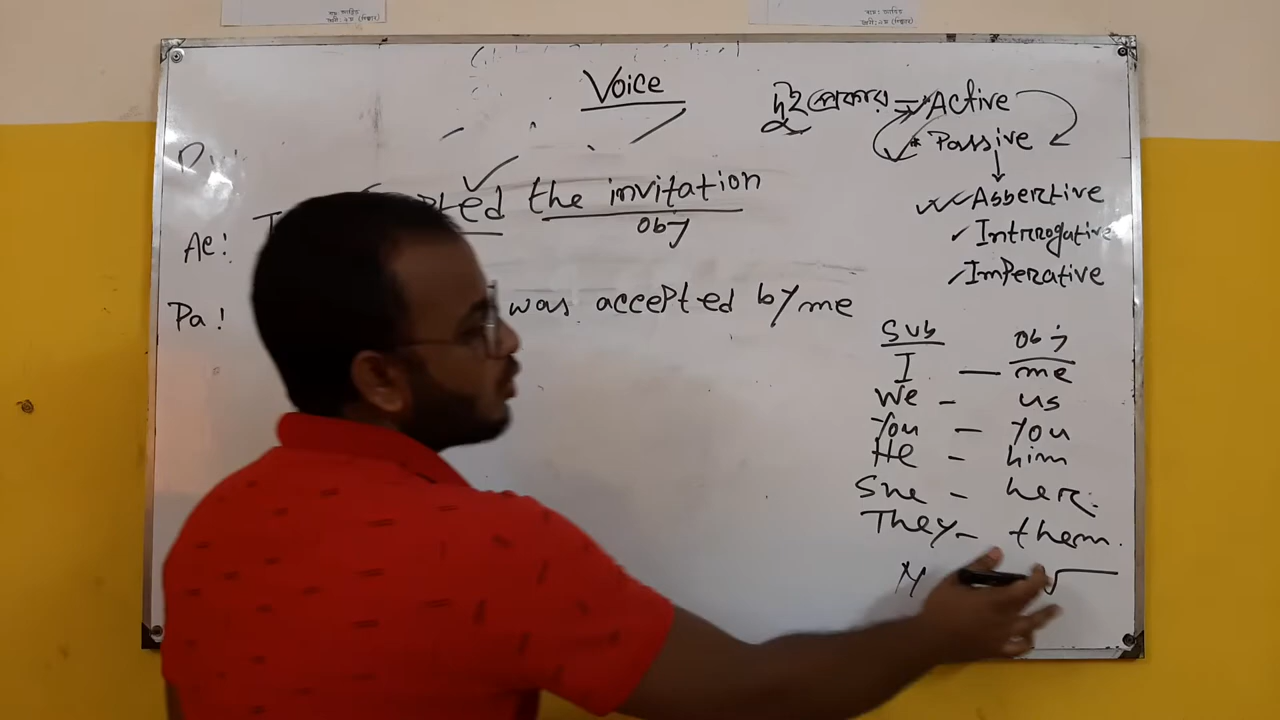 Voice
দুই প্রকার = * Active
* Passive
Assertive
Introgative
Imperative
the invitation
obj
Ac:
Pa: was accepted by me
Sub obj
I — me
We - us
You - you
He - him
She - her
They - them.